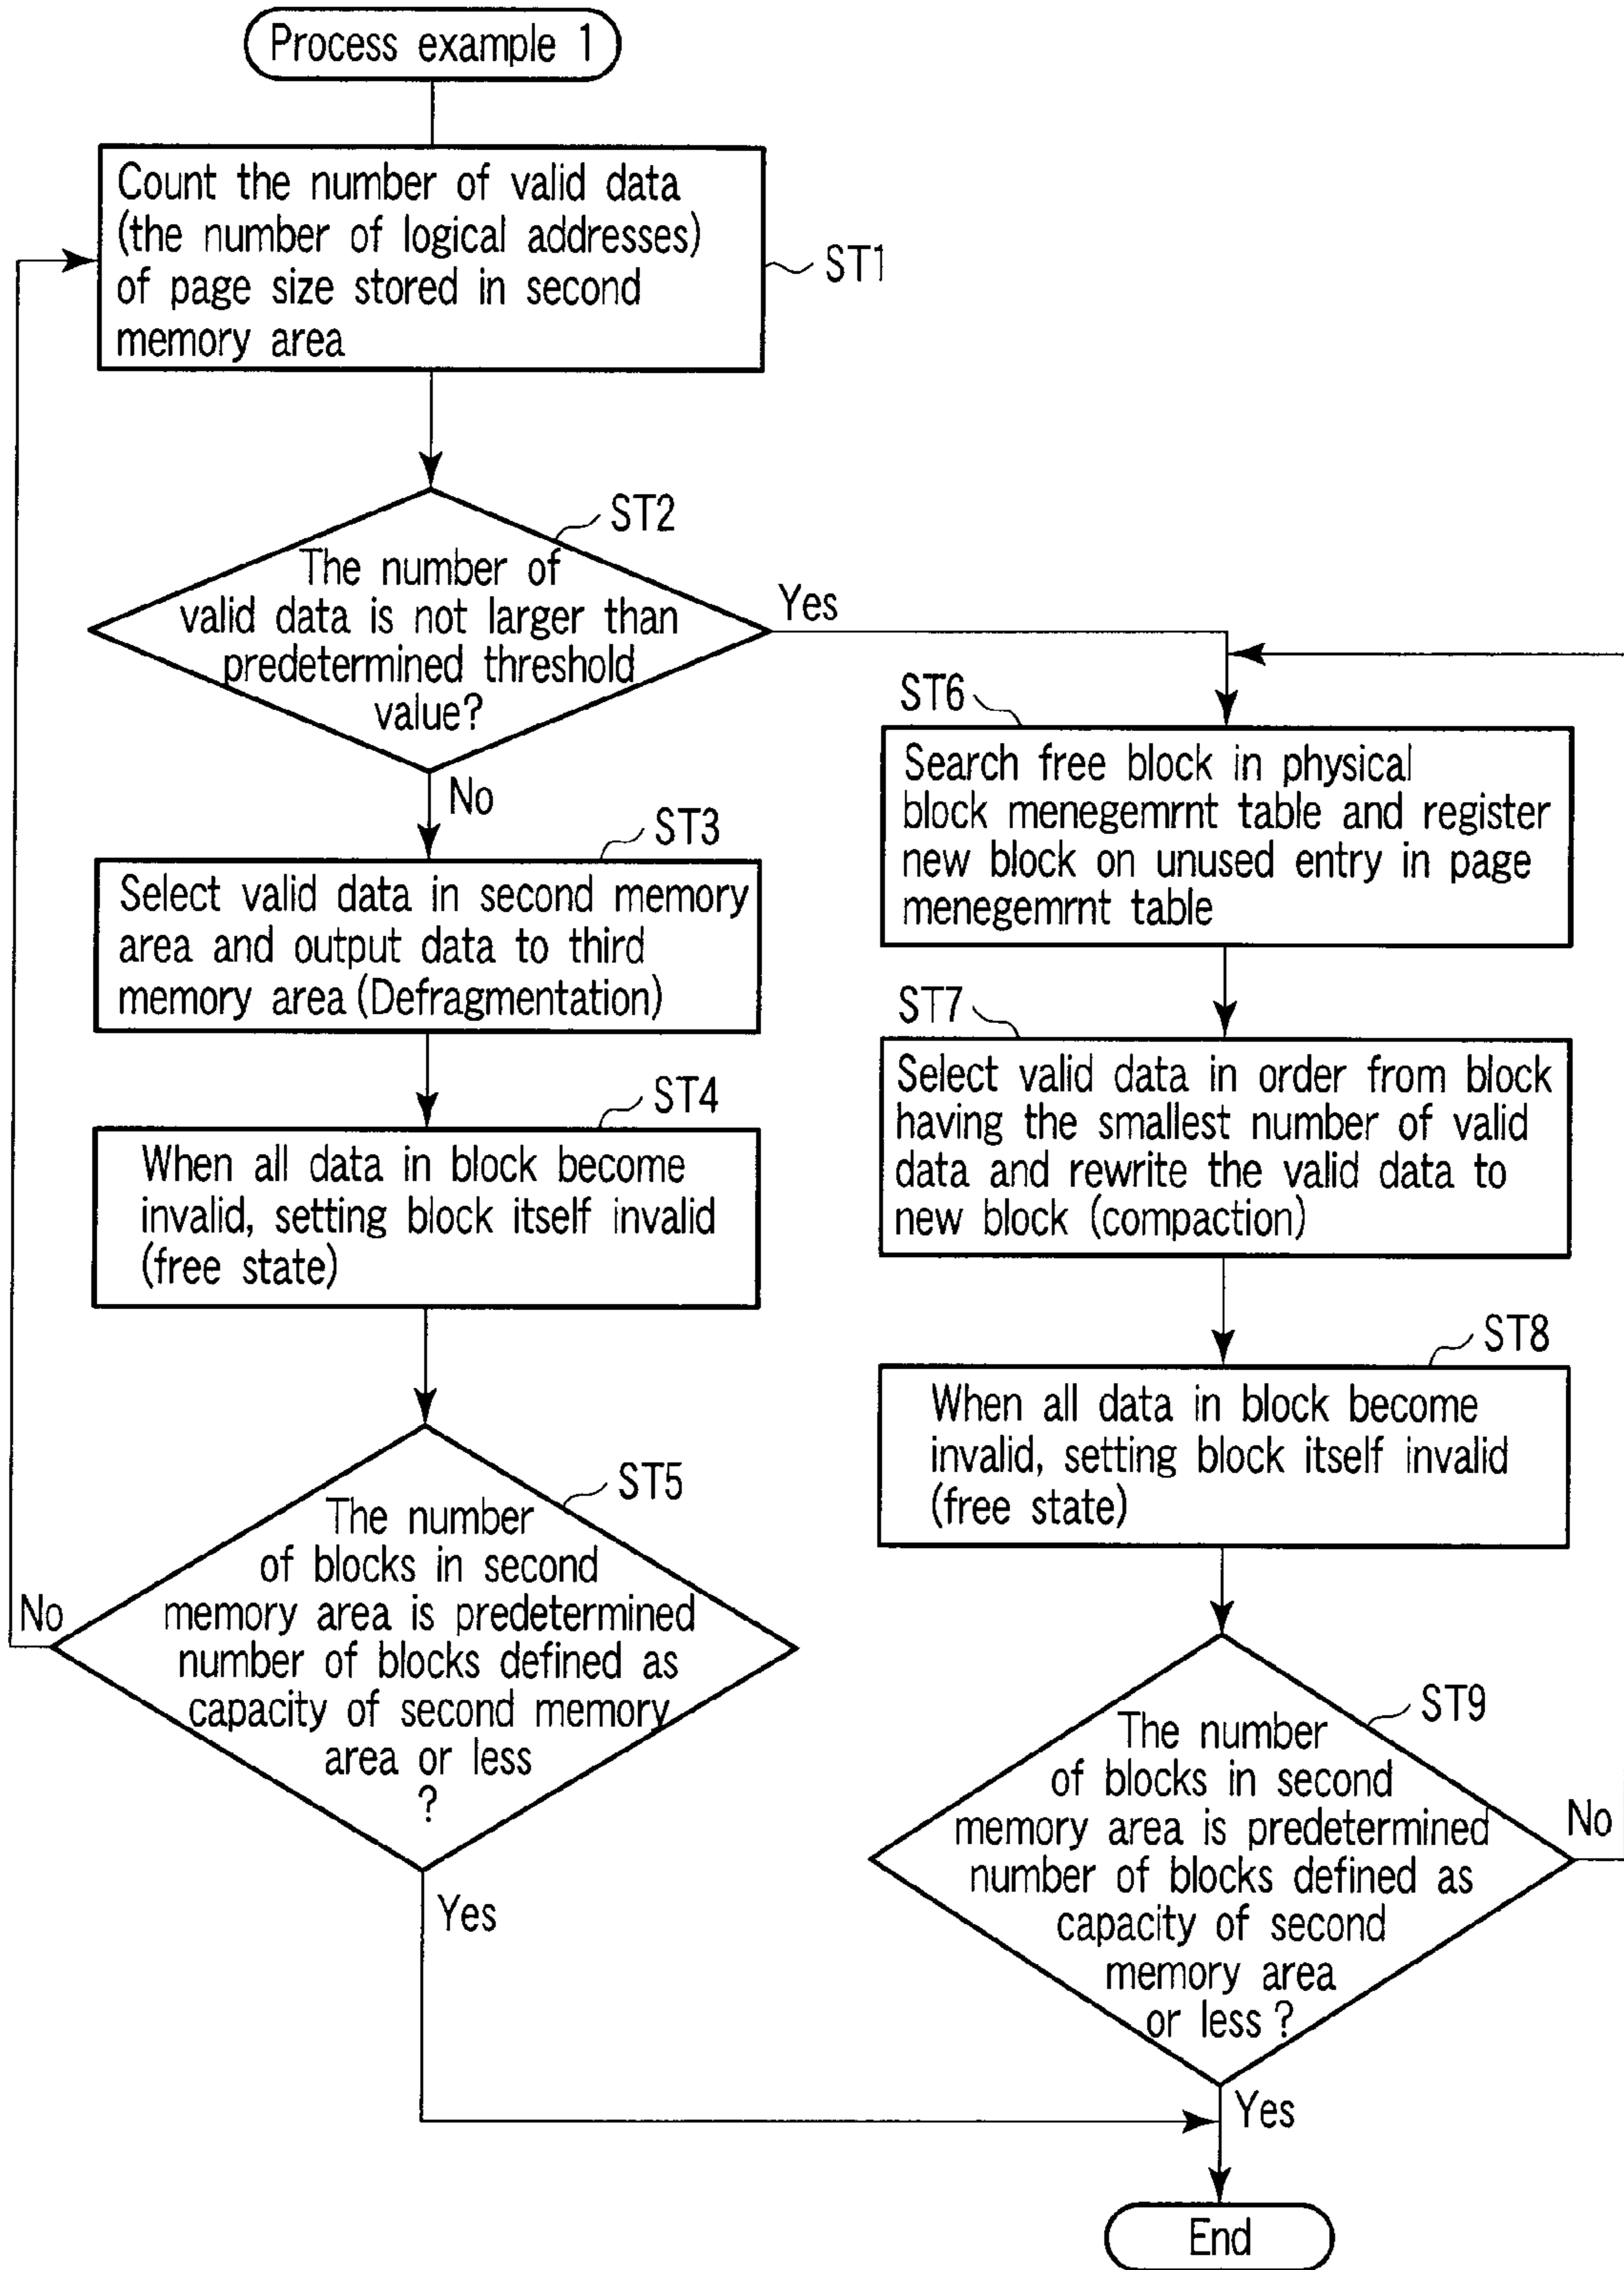 Process example 1
Count the number of valid data
(the number of logical addresses)
of page size stored in second
memory area
ST1
ST2
The number of
valid data is not larger than
predetermined threshold
value?
Yes
No
ST3
Select valid data in second memory
area and output data to third
memory area (Defragmentation)
ST4
When all data in block become
invalid, setting block itself invalid
(free state)
ST5
The number
of blocks in second
memory area is predetermined
number of blocks defined as
capacity of second memory
area or less
?
No
Yes
ST6
Search free block in physical
block menegemrnt table and register
new block on unused entry in page
menegemrnt table
ST7
Select valid data in order from block
having the smallest number of valid
data and rewrite the valid data to
new block (compaction)
ST8
When all data in block become
invalid, setting block itself invalid
(free state)
ST9
The number
of blocks in second
memory area is predetermined
number of blocks defined as
capacity of second
memory area
or less ?
No
Yes
End